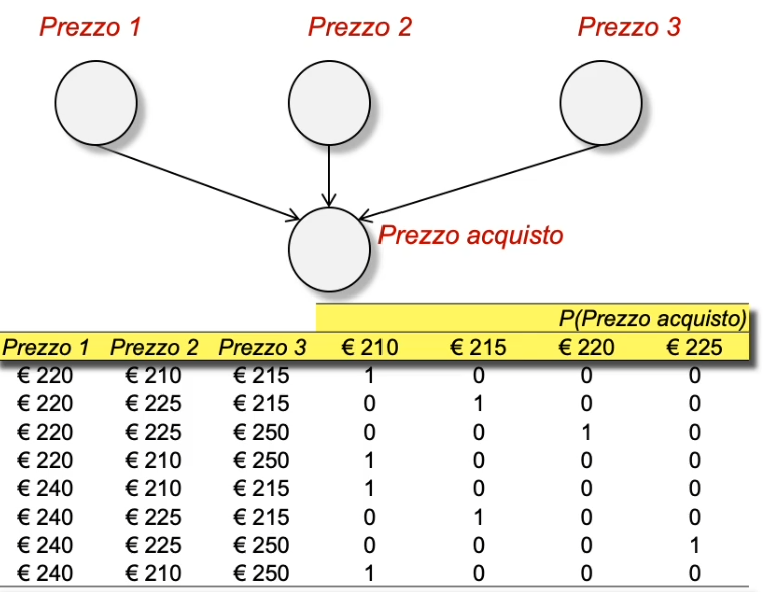 Prezzo 1 Prezzo 2 Prezzo 3
Prezzo acquisto
P(Prezzo acquisto)
Prezzo 1 Prezzo 2 Prezzo 3 € 210 € 215 € 220 € 225
€ 220 € 210 € 215 1 0 0 0
€ 220 € 225 € 215 0 1 0 0
€ 220 € 225 € 250 0 0 1 0
€ 220 € 210 € 250 1 0 0 0
€ 240 € 210 € 215 1 0 0 0
€ 240 € 225 € 215 0 1 0 0
€ 240 € 225 € 250 0 0 0 1
€ 240 € 210 € 250 1 0 0 0